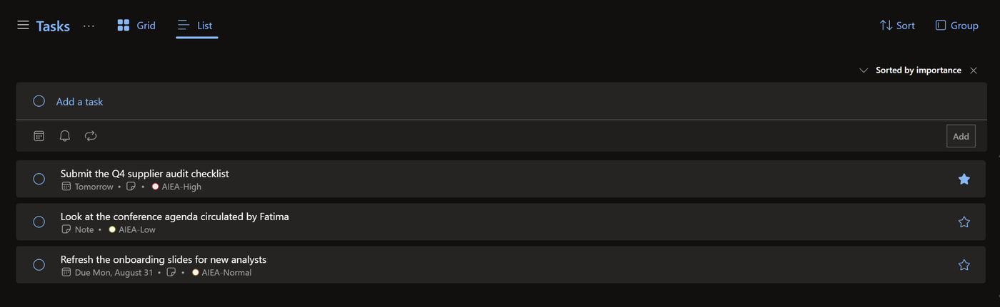 Tasks ... Grid List Sort Group
Sorted by importance
Add a task
Add
Submit the Q4 supplier audit checklist
Tomorrow • • AIEA-High
Look at the conference agenda circulated by Fatima
Note • AIEA-Low
Refresh the onboarding slides for new analysts
Due Mon, August 31 • • AIEA-Normal